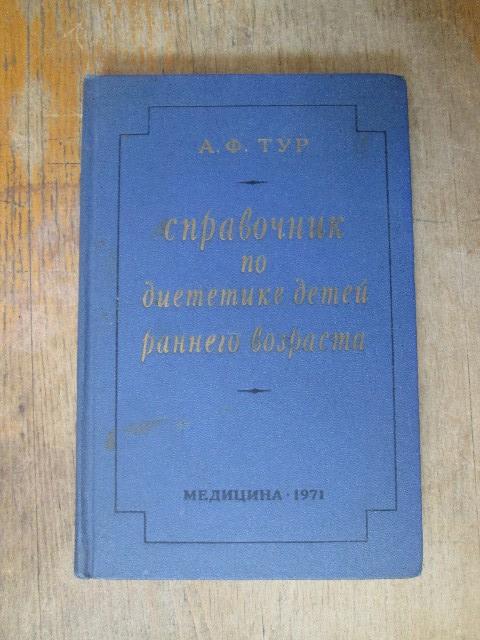 А. Ф. ТУР
справочник
по
диететике детей
раннего возраста
МЕДИЦИНА • 1971